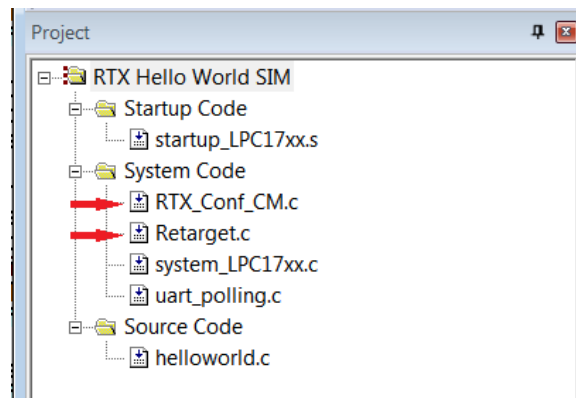 Project
RTX Hello World SIM
Startup Code
startup_LPC17xx.s
System Code
RTX_Conf_CM.c
Retarget.c
system_LPC17xx.c
uart_polling.c
Source Code
helloworld.c